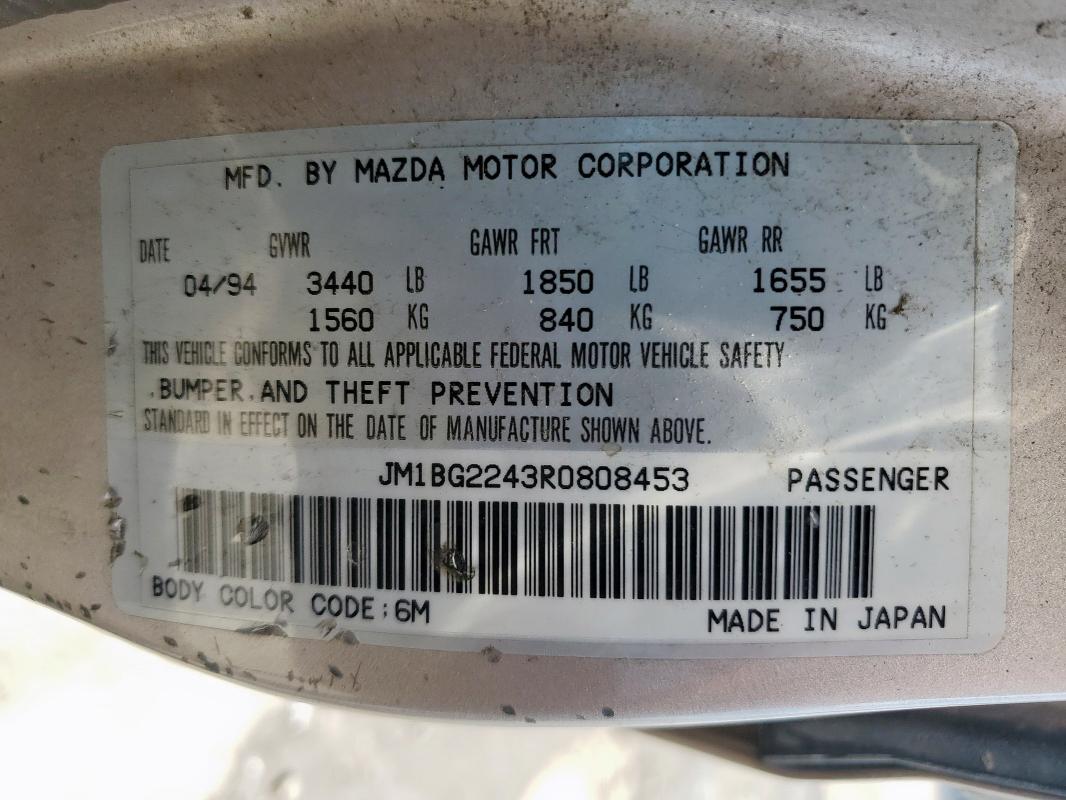 MFD. BY MAZDA MOTOR CORPORATION
DATE GVWR GAWR FRT GAWR RR
04/94 3440 LB 1850 LB 1655 LB
1560 KG 840 KG 750 KG
THIS VEHICLE CONFORMS TO ALL APPLICABLE FEDERAL MOTOR VEHICLE SAFETY
,BUMPER,AND THEFT PREVENTION
STANDARD IN EFFECT ON THE DATE OF MANUFACTURE SHOWN ABOVE.
JM1BG2243R0808453 PASSENGER
BODY COLOR CODE:6M
MADE IN JAPAN